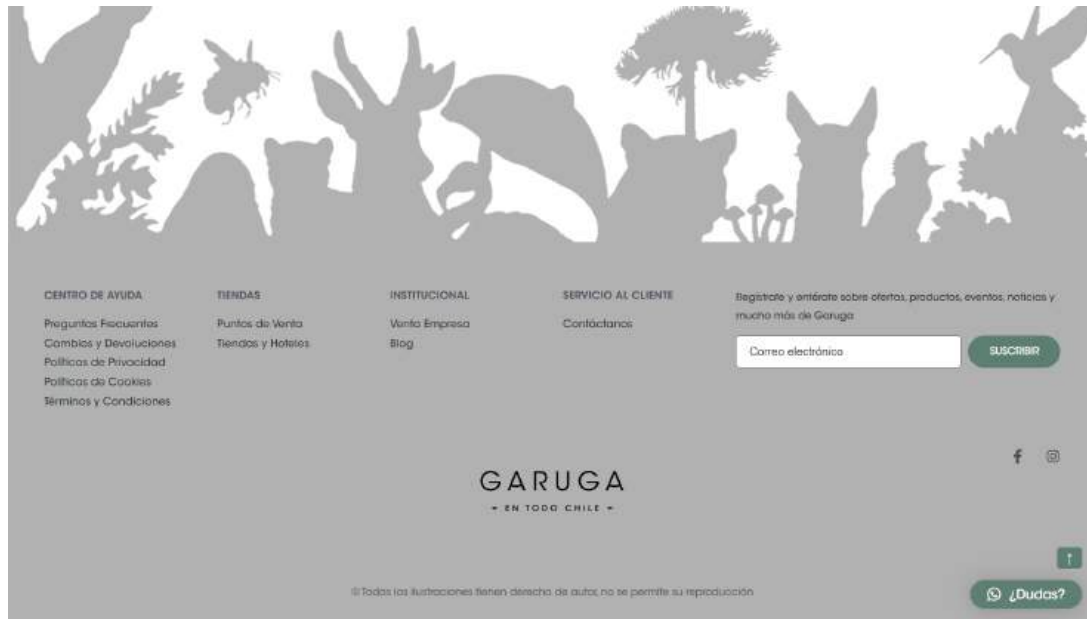 CENTRO DE AYUDA
Preguntas Frecuentes
Cambios y Devoluciones
Políticas de Privacidad
Políticas de Cookies
Términos y Condiciones
TIENDAS
Puntos de Venta
Tiendas y Hoteles
INSTITUCIONAL
Venta Empresa
Blog
SERVICIO AL CLIENTE
Contáctanos
Regístrate y entérate sobre ofertas, productos, eventos, noticias y
mucho más de Garuga
Correo electrónico
SUSCRIBIR
GARUGA
- EN TODO CHILE -
© Todas las ilustraciones tienen derecho de autor, no se permite su reproducción
¿Dudas?